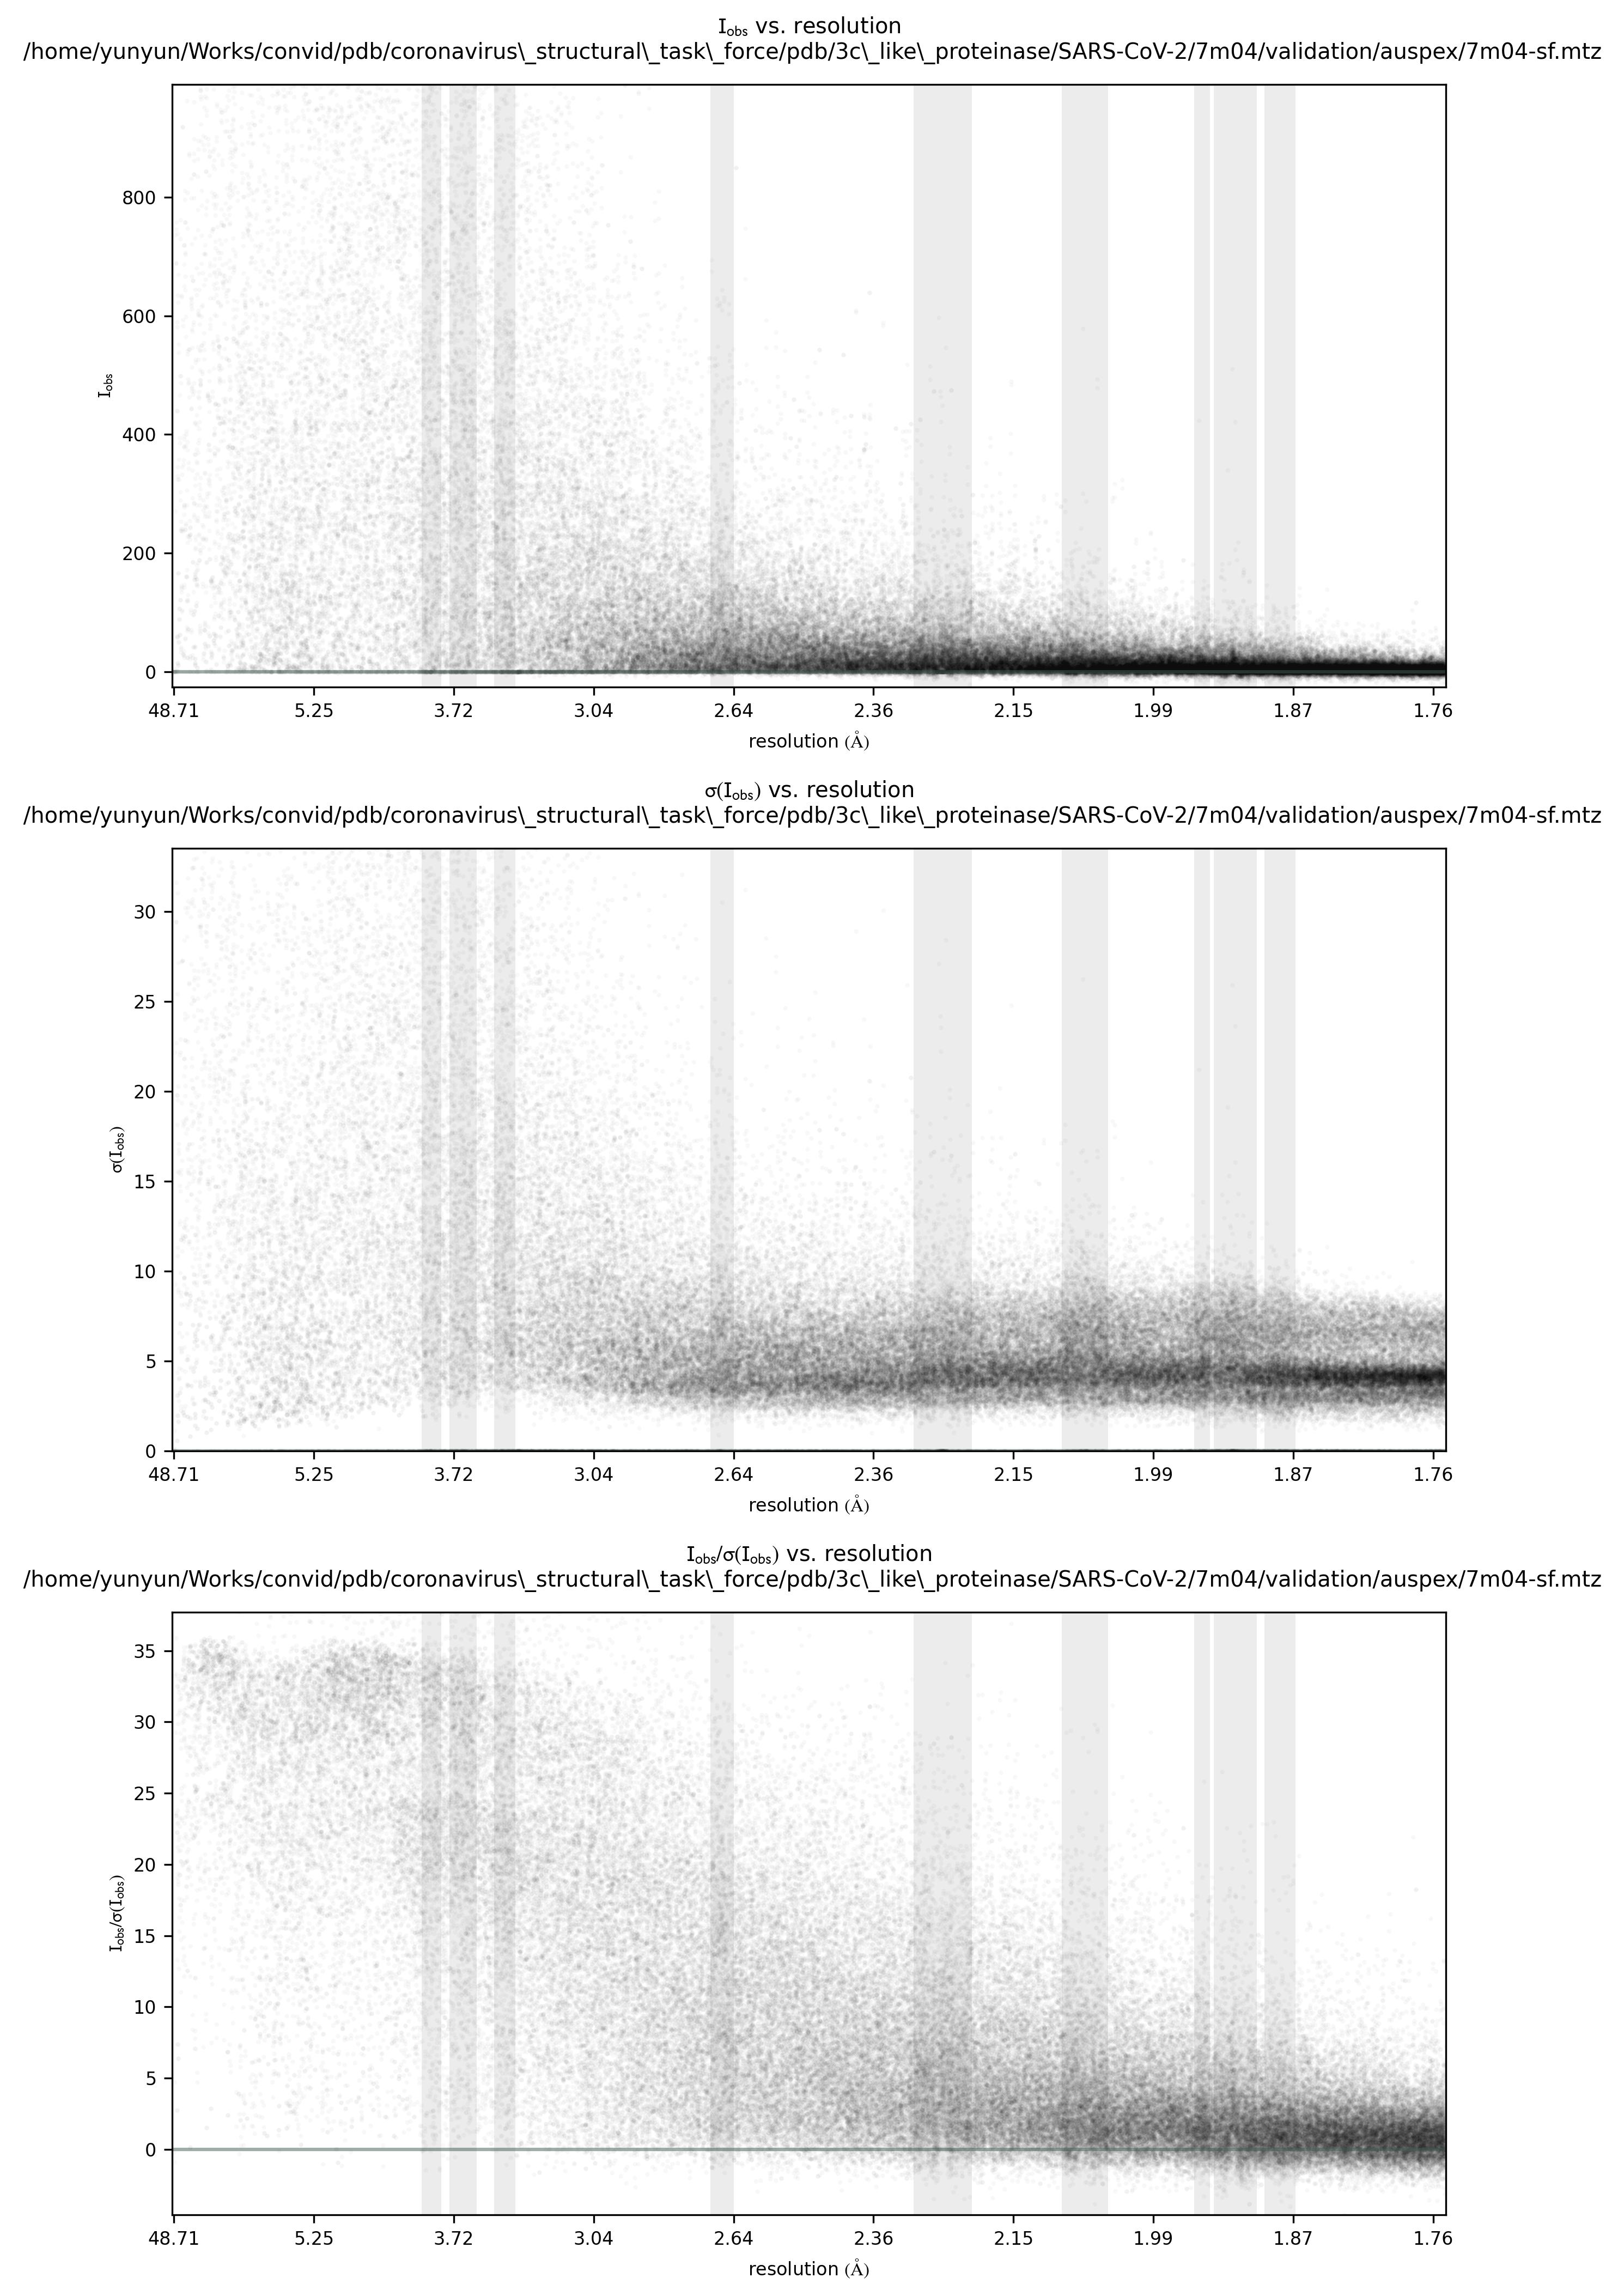 Iobs vs. resolution
/home/yunyun/Works/convid/pdb/coronavirus\_structural\_task\_force/pdb/3c\_like\_proteinase/SARS-CoV-2/7m04/validation/auspex/7m04-sf.mtz
800
600
400
200
0
Iobs
48.71 5.25 3.72 3.04 2.64 2.36 2.15 1.99 1.87 1.76
resolution (Å)
σ(Iobs) vs. resolution
/home/yunyun/Works/convid/pdb/coronavirus\_structural\_task\_force/pdb/3c\_like\_proteinase/SARS-CoV-2/7m04/validation/auspex/7m04-sf.mtz
30
25
20
15
10
5
0
σ(Iobs)
48.71 5.25 3.72 3.04 2.64 2.36 2.15 1.99 1.87 1.76
resolution (Å)
Iobs/σ(Iobs) vs. resolution
/home/yunyun/Works/convid/pdb/coronavirus\_structural\_task\_force/pdb/3c\_like\_proteinase/SARS-CoV-2/7m04/validation/auspex/7m04-sf.mtz
35
30
25
20
15
10
5
0
Iobs/σ(Iobs)
48.71 5.25 3.72 3.04 2.64 2.36 2.15 1.99 1.87 1.76
resolution (Å)